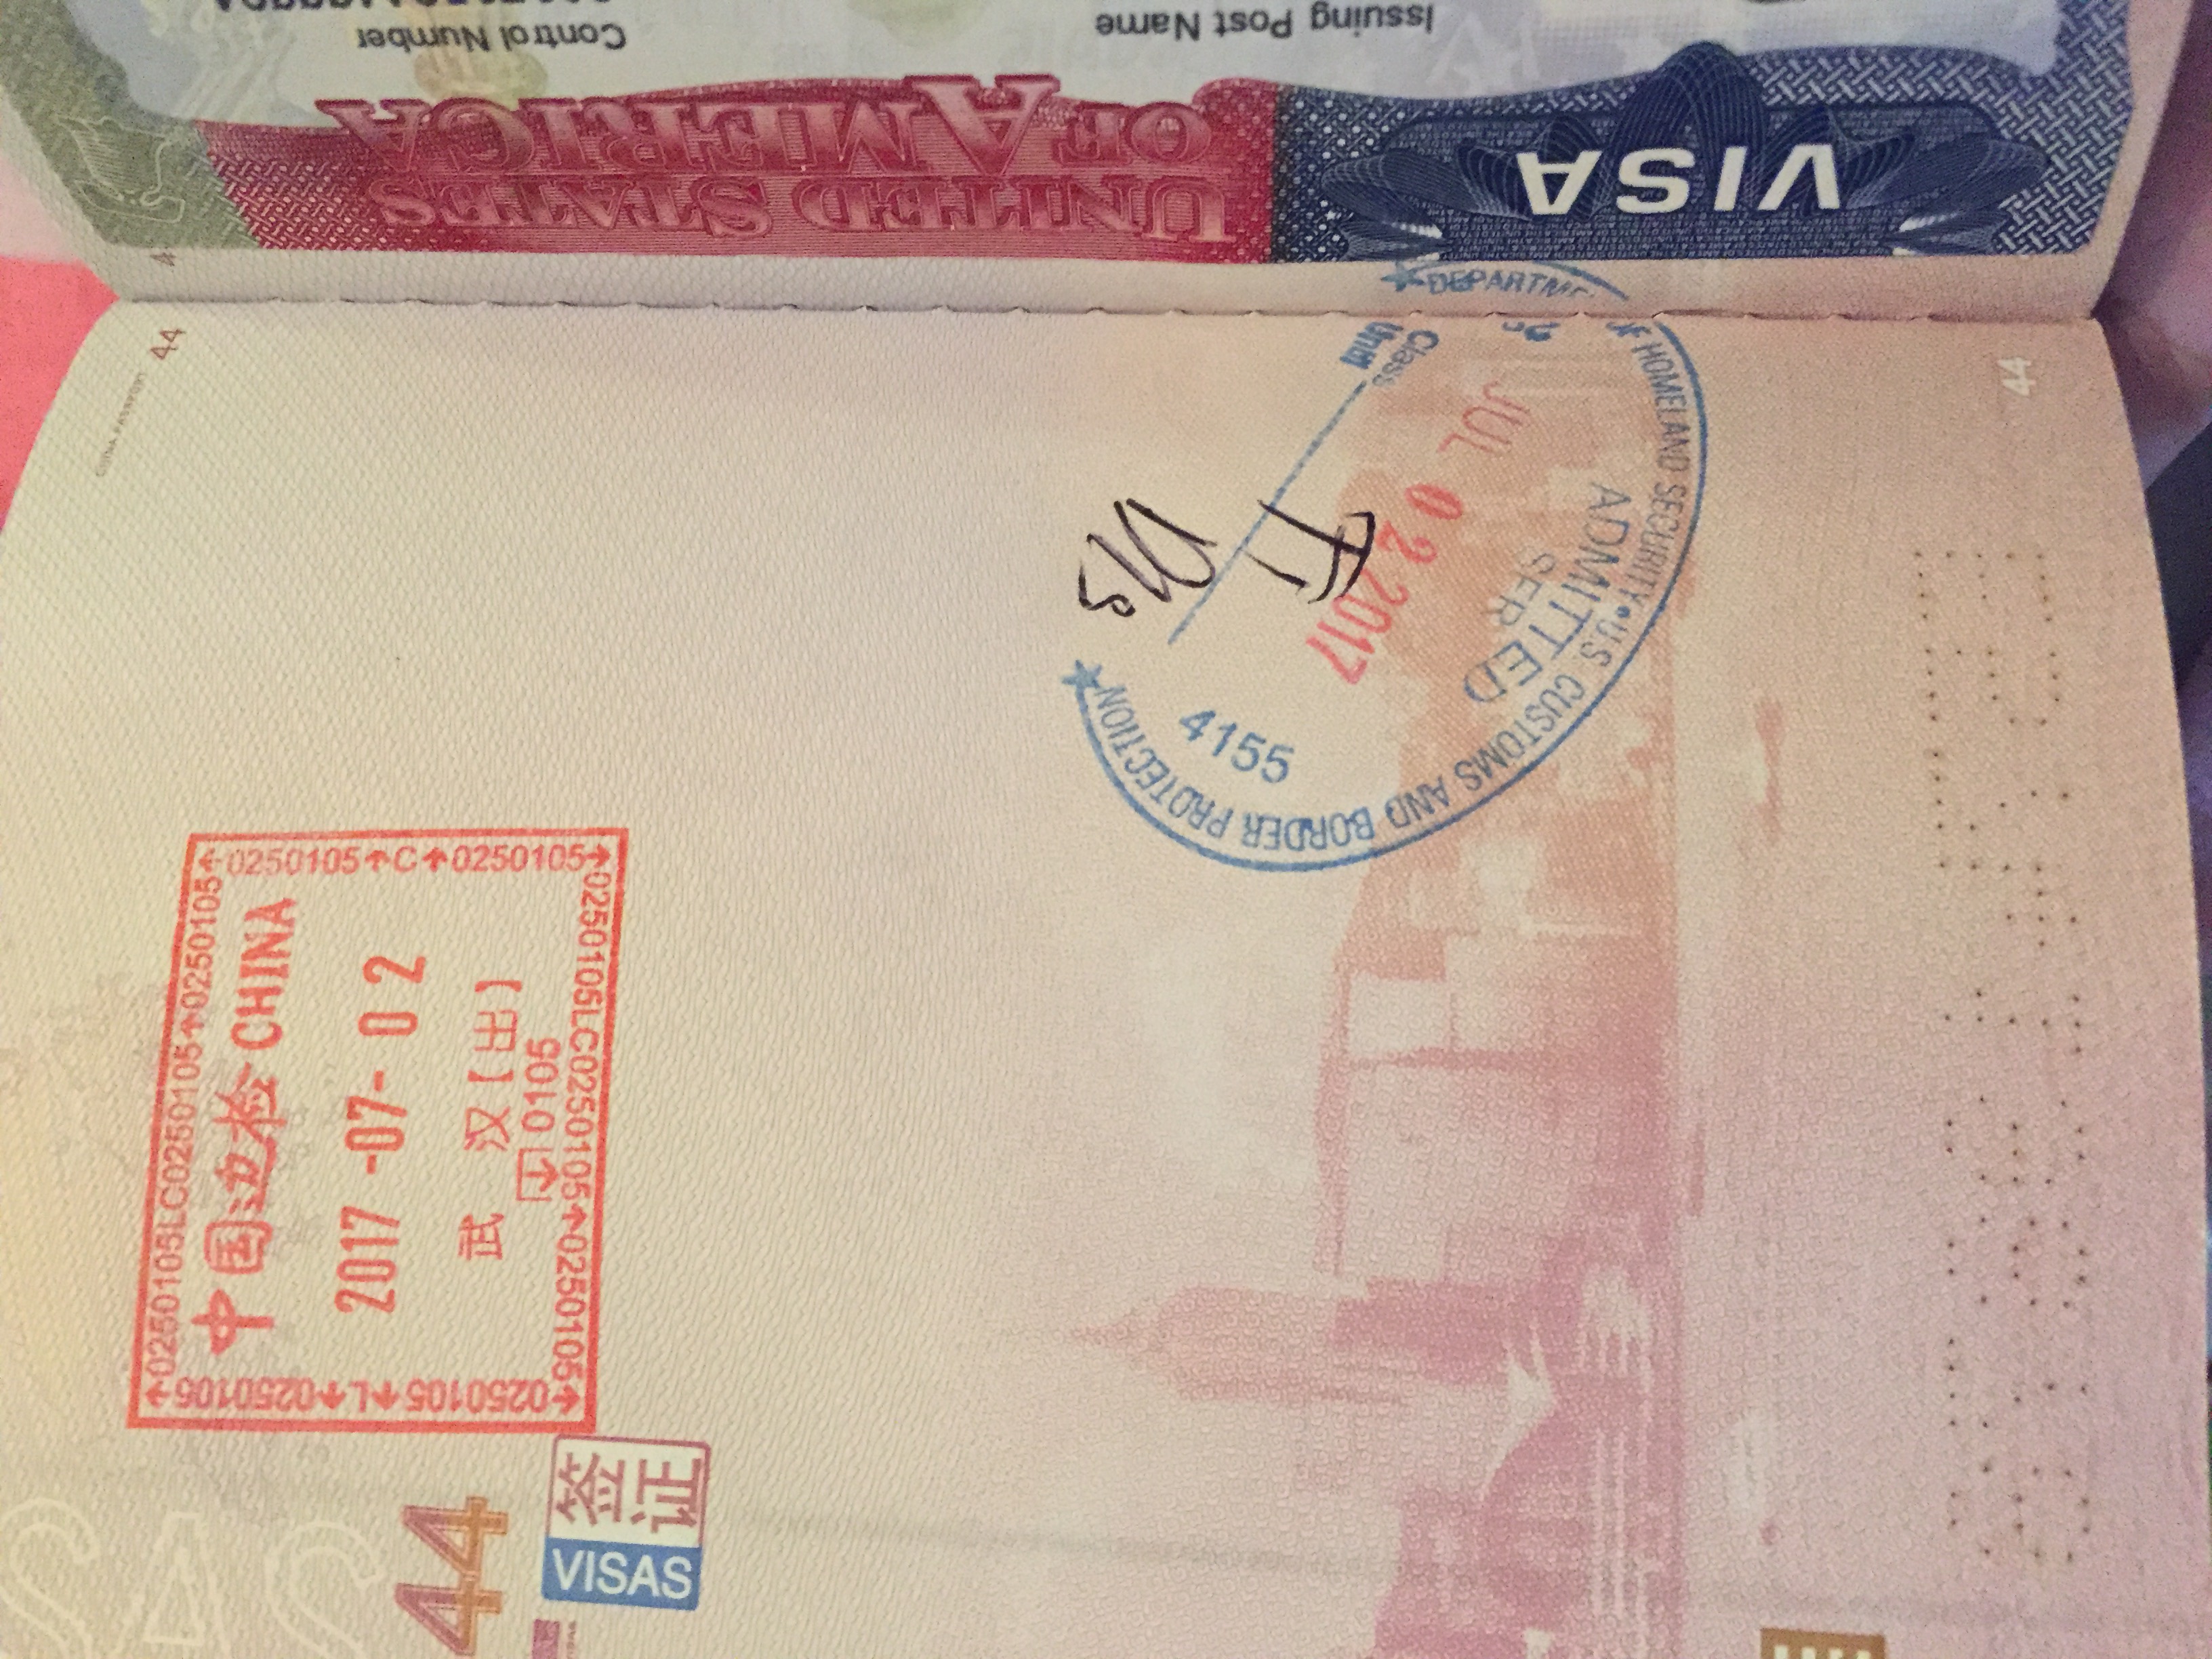 CHINA PASSPORT
44
44
签证
VISAS
0250105LC0250105↑0250105
0250105↑C↑0250105
0250105LC0250105↑0250105
0250105↑L↑0250105
中国边检 CHINA
2017-07-02
武 汉【出】
0105
HOMELAND SECURITY • U.S. CUSTOMS AND BORDER PROTECTION
ADMITTED
SFR
JUL 02 2017
4155
Class
F1
Until
D/S
44
UNITED STATES
OF AMERICA
VISA
Control Number
Issuing Post Name